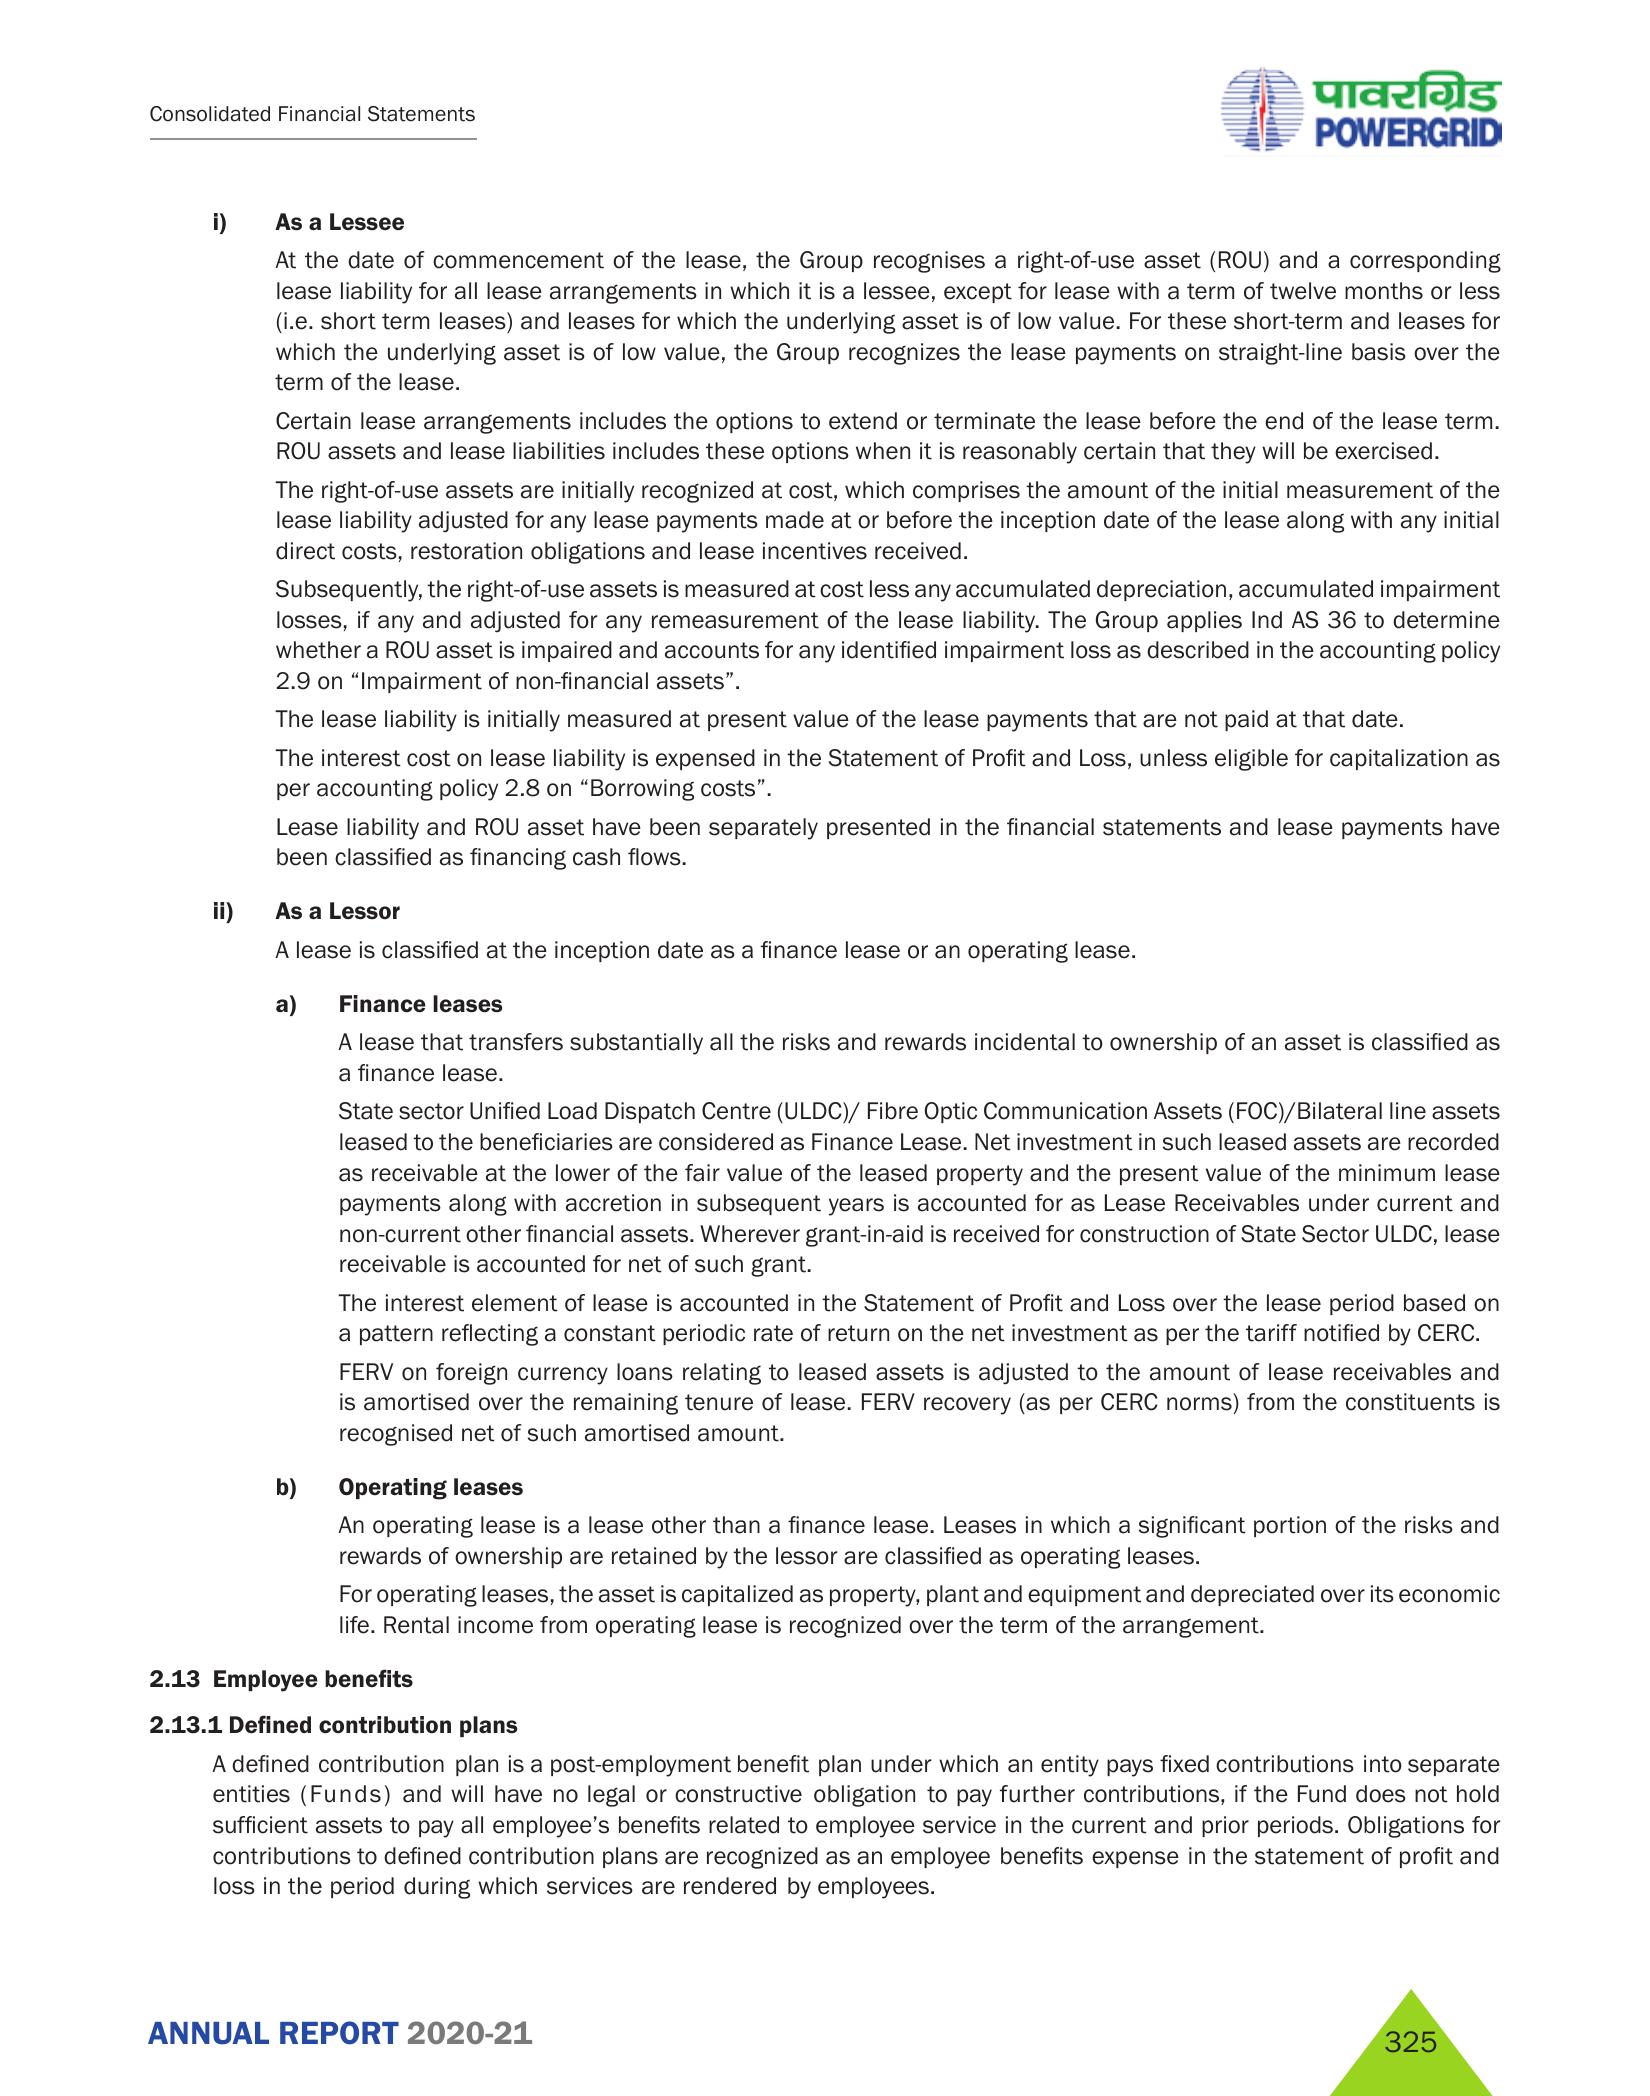 Consolidated Financial Statements
पावरग्रिड
POWERGRID
i) As a Lessee
At the date of commencement of the lease, the Group recognises a right-of-use asset (ROU) and a corresponding
lease liability for all lease arrangements in which it is a lessee, except for lease with a term of twelve months or less
(i.e. short term leases) and leases for which the underlying asset is of low value. For these short-term and leases for
which the underlying asset is of low value, the Group recognizes the lease payments on straight-line basis over the
term of the lease.
Certain lease arrangements includes the options to extend or terminate the lease before the end of the lease term.
ROU assets and lease liabilities includes these options when it is reasonably certain that they will be exercised.
The right-of-use assets are initially recognized at cost, which comprises the amount of the initial measurement of the
lease liability adjusted for any lease payments made at or before the inception date of the lease along with any initial
direct costs, restoration obligations and lease incentives received.
Subsequently, the right-of-use assets is measured at cost less any accumulated depreciation, accumulated impairment
losses, if any and adjusted for any remeasurement of the lease liability. The Group applies Ind AS 36 to determine
whether a ROU asset is impaired and accounts for any identified impairment loss as described in the accounting policy
2.9 on “Impairment of non-financial assets”.
The lease liability is initially measured at present value of the lease payments that are not paid at that date.
The interest cost on lease liability is expensed in the Statement of Profit and Loss, unless eligible for capitalization as
per accounting policy 2.8 on “Borrowing costs”.
Lease liability and ROU asset have been separately presented in the financial statements and lease payments have
been classified as financing cash flows.
ii) As a Lessor
A lease is classified at the inception date as a finance lease or an operating lease.
a) Finance leases
A lease that transfers substantially all the risks and rewards incidental to ownership of an asset is classified as
a finance lease.
State sector Unified Load Dispatch Centre (ULDC)/ Fibre Optic Communication Assets (FOC)/Bilateral line assets
leased to the beneficiaries are considered as Finance Lease. Net investment in such leased assets are recorded
as receivable at the lower of the fair value of the leased property and the present value of the minimum lease
payments along with accretion in subsequent years is accounted for as Lease Receivables under current and
non-current other financial assets. Wherever grant-in-aid is received for construction of State Sector ULDC, lease
receivable is accounted for net of such grant.
The interest element of lease is accounted in the Statement of Profit and Loss over the lease period based on
a pattern reflecting a constant periodic rate of return on the net investment as per the tariff notified by CERC.
FERV on foreign currency loans relating to leased assets is adjusted to the amount of lease receivables and
is amortised over the remaining tenure of lease. FERV recovery (as per CERC norms) from the constituents is
recognised net of such amortised amount.
b) Operating leases
An operating lease is a lease other than a finance lease. Leases in which a significant portion of the risks and
rewards of ownership are retained by the lessor are classified as operating leases.
For operating leases, the asset is capitalized as property, plant and equipment and depreciated over its economic
life. Rental income from operating lease is recognized over the term of the arrangement.
2.13 Employee benefits
2.13.1 Defined contribution plans
A defined contribution plan is a post-employment benefit plan under which an entity pays fixed contributions into separate
entities (Funds) and will have no legal or constructive obligation to pay further contributions, if the Fund does not hold
sufficient assets to pay all employee’s benefits related to employee service in the current and prior periods. Obligations for
contributions to defined contribution plans are recognized as an employee benefits expense in the statement of profit and
loss in the period during which services are rendered by employees.
ANNUAL REPORT 2020-21
325